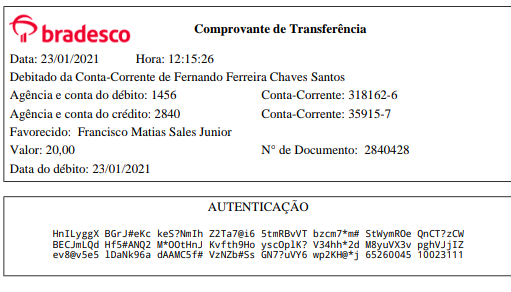 bradesco
Comprovante de Transferência
Data: 23/01/2021 Hora: 12:15:26
Debitado da Conta-Corrente de Fernando Ferreira Chaves Santos
Agência e conta do débito: 1456 Conta-Corrente: 318162-6
Agência e conta do crédito: 2840 Conta-Corrente: 35915-7
Favorecido: Francisco Matias Sales Junior
Valor: 20,00 N° de Documento: 2840428
Data do débito: 23/01/2021
AUTENTICAÇÃO
HnILyggX BGrJ#eKc keS?NmIh Z2Ta7@i6 5tmRBvVT bzcm7*m# StWymROe QnCT?zCW
BECJmLQd Hf5#ANQ2 M*OOtHnJ Kvfth9Ho yscOplK? V34hh*2d M8yuVX3v pghVJjIZ
ev8@v5e5 lDaNk96a dAAMC5f# VzNZb#Ss GN7?uVY6 wp2KH@*j 65260045 10023111